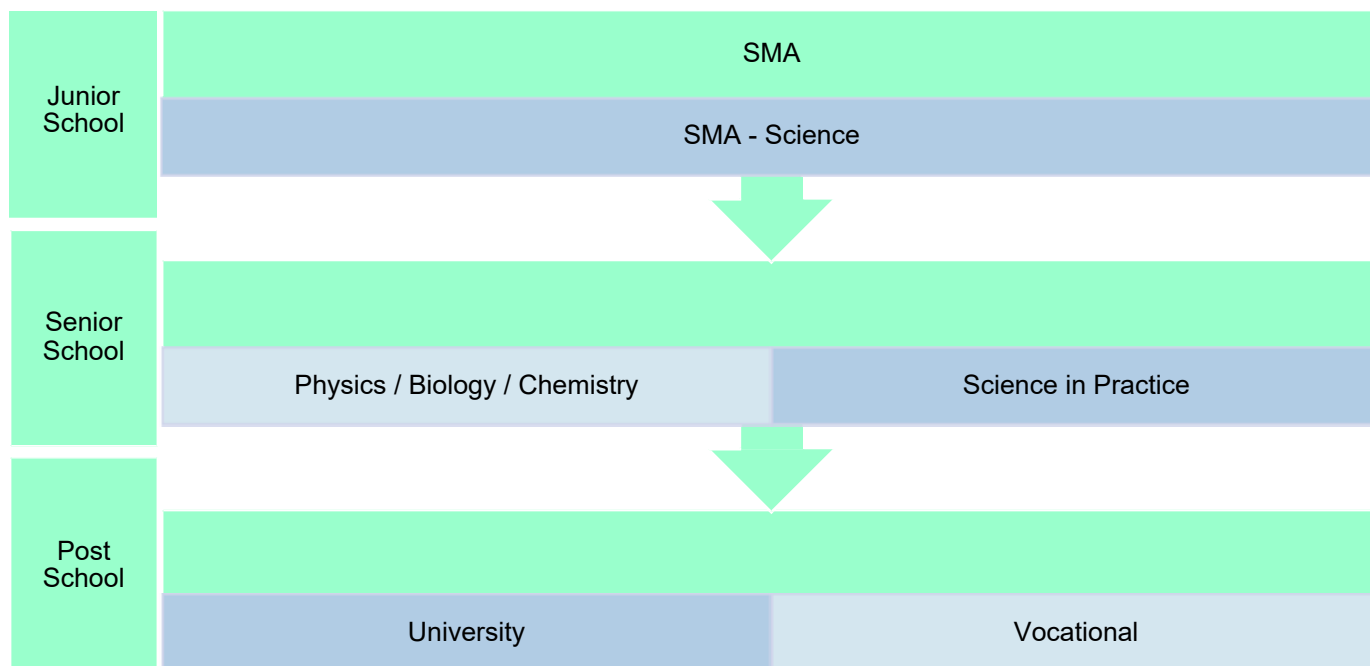 Junior
School
SMA
SMA - Science
Senior
School
Physics / Biology / Chemistry
Science in Practice
Post
School
University
Vocational